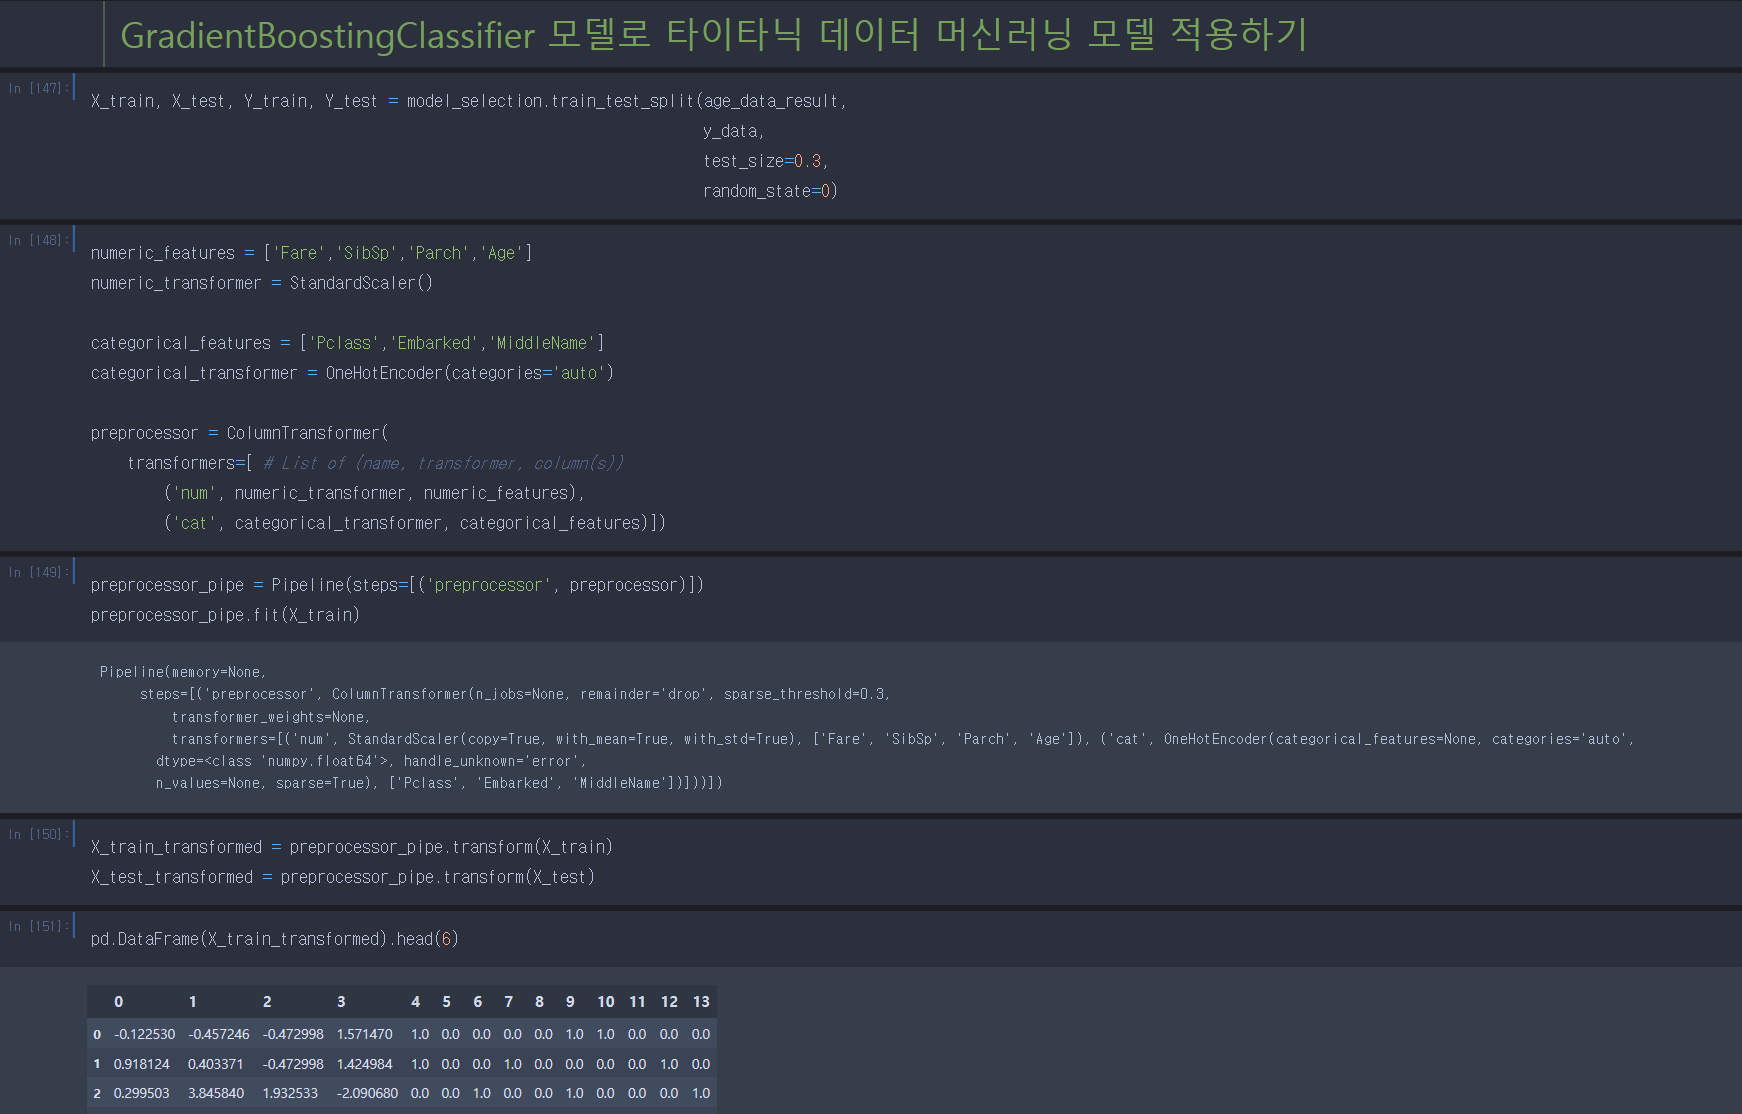 GradientBoostingClassifier 모델로 타이타닉 데이터 머신러닝 모델 적용하기
In [147]:
X_train, X_test, Y_train, Y_test = model_selection.train_test_split(age_data_result,
y_data,
test_size=0.3,
random_state=0)
In [148]:
numeric_features = ['Fare','SibSp','Parch','Age']
numeric_transformer = StandardScaler()
categorical_features = ['Pclass','Embarked','MiddleName']
categorical_transformer = OneHotEncoder(categories='auto')
preprocessor = ColumnTransformer(
transformers=[ # List of (name, transformer, column(s))
('num', numeric_transformer, numeric_features),
('cat', categorical_transformer, categorical_features)])
In [149]:
preprocessor_pipe = Pipeline(steps=[('preprocessor', preprocessor)])
preprocessor_pipe.fit(X_train)
Pipeline(memory=None,
steps=[('preprocessor', ColumnTransformer(n_jobs=None, remainder='drop', sparse_threshold=0.3,
transformer_weights=None,
transformers=[('num', StandardScaler(copy=True, with_mean=True, with_std=True), ['Fare', 'SibSp', 'Parch', 'Age']), ('cat', OneHotEncoder(categorical_features=None, categories='auto',
dtype=<class 'numpy.float64'>, handle_unknown='error',
n_values=None, sparse=True), ['Pclass', 'Embarked', 'MiddleName'])]))])
In [150]:
X_train_transformed = preprocessor_pipe.transform(X_train)
X_test_transformed = preprocessor_pipe.transform(X_test)
In [151]:
pd.DataFrame(X_train_transformed).head(6)
0 1 2 3 4 5 6 7 8 9 10 11 12 13
0 -0.122530 -0.457246 -0.472998 1.571470 1.0 0.0 0.0 0.0 0.0 1.0 1.0 0.0 0.0 0.0
1 0.918124 0.403371 -0.472998 1.424984 1.0 0.0 0.0 1.0 0.0 0.0 0.0 0.0 1.0 0.0
2 0.299503 3.845840 1.932533 -2.090680 0.0 0.0 1.0 0.0 0.0 1.0 0.0 0.0 0.0 1.0